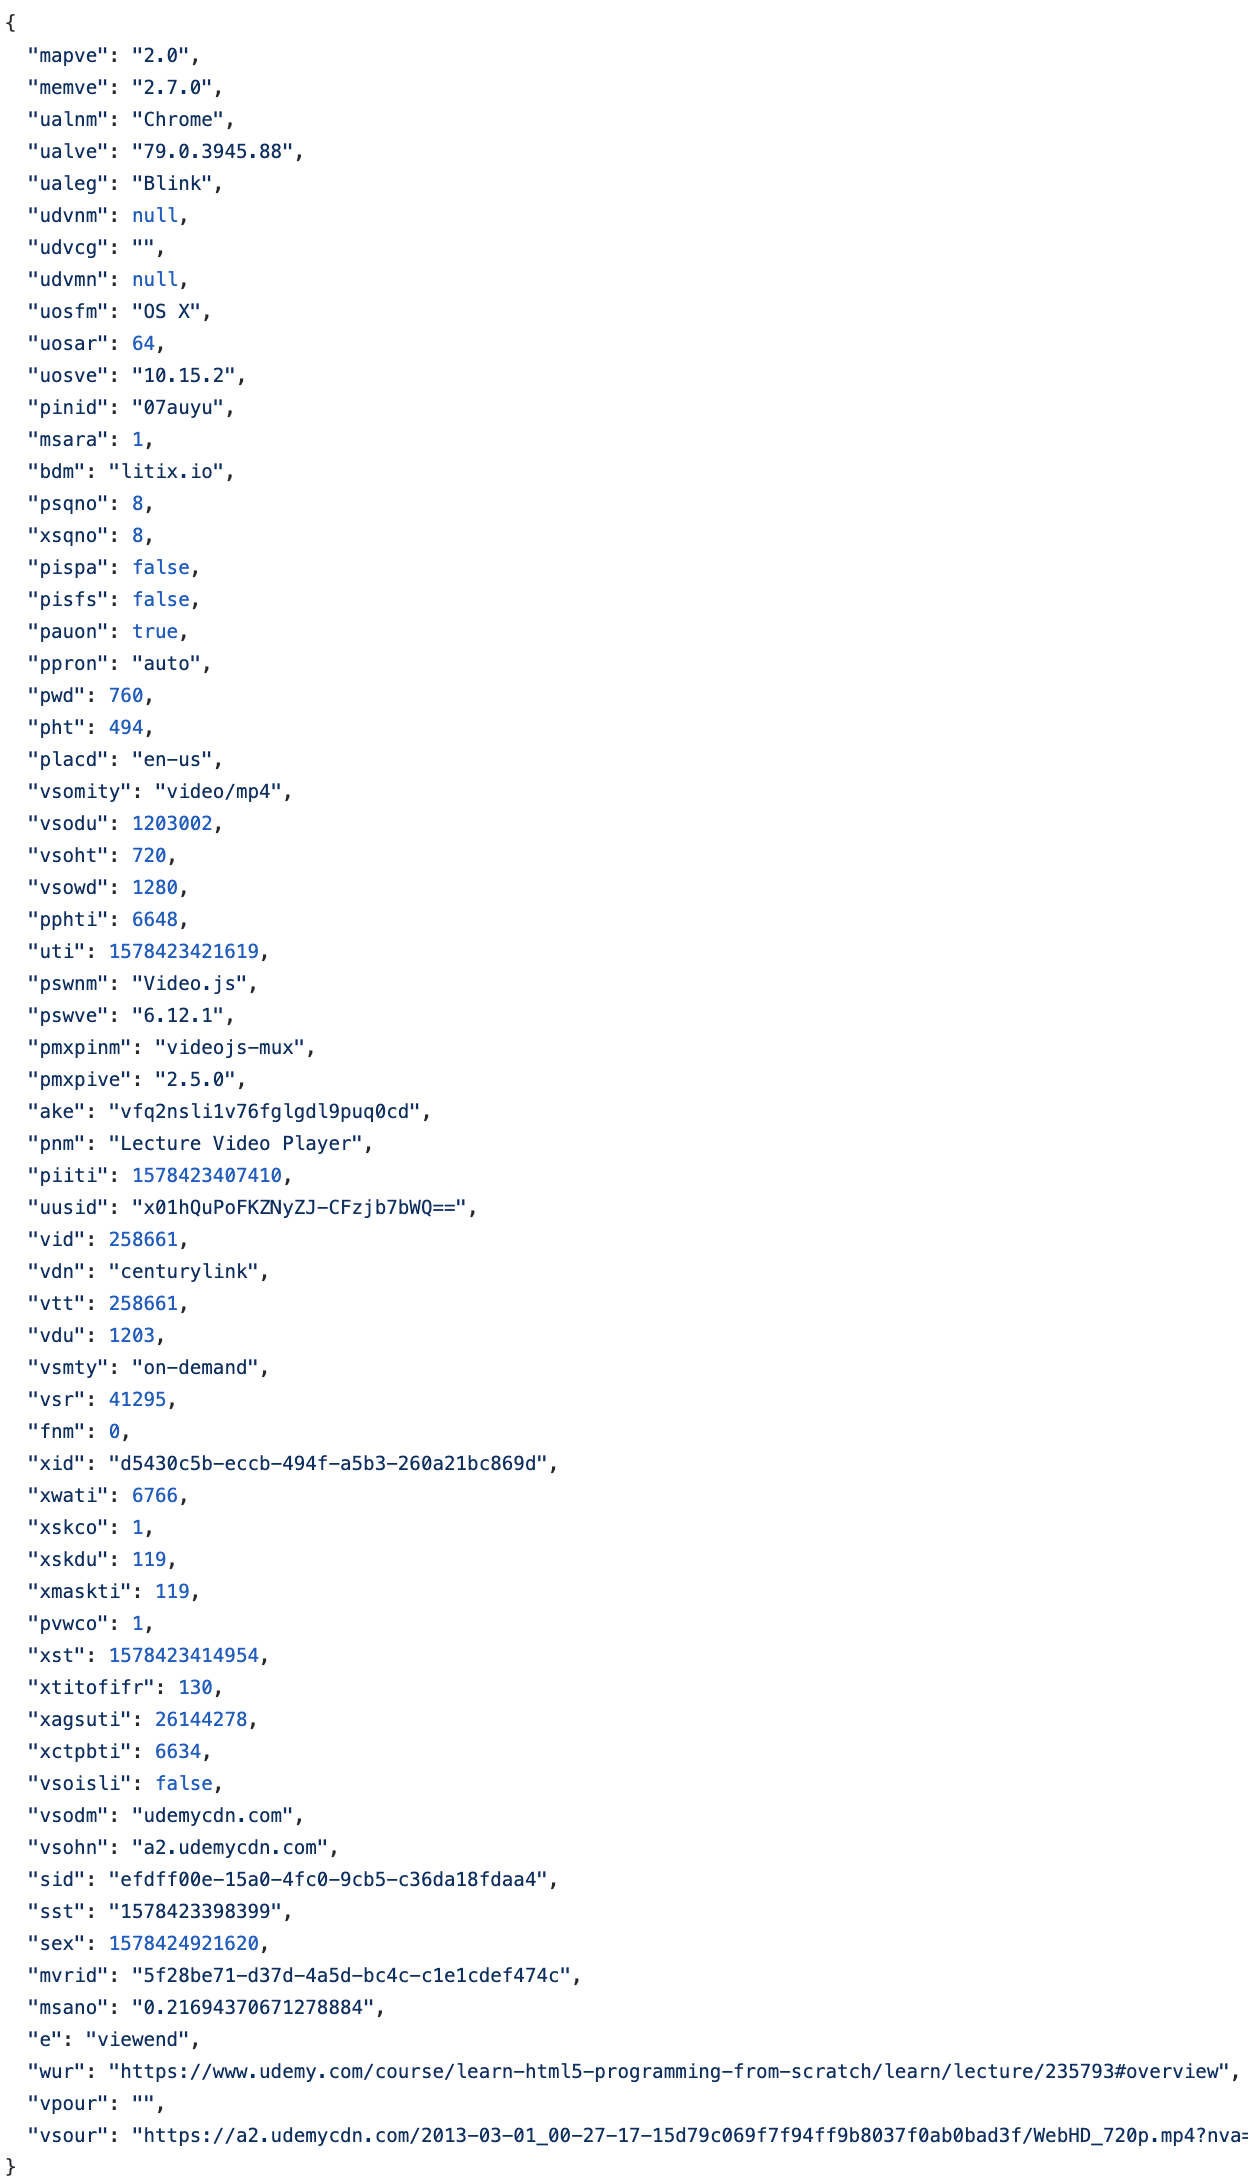 {
"mapve": "2.0",
"memve": "2.7.0",
"ualnm": "Chrome",
"ualve": "79.0.3945.88",
"ualeg": "Blink",
"udvnm": null,
"udvcg": "",
"udvmn": null,
"uosfm": "OS X",
"uosar": 64,
"uosve": "10.15.2",
"pinid": "07auyu",
"msara": 1,
"bdm": "litix.io",
"psqno": 8,
"xsqno": 8,
"pispa": false,
"pisfs": false,
"pauon": true,
"ppron": "auto",
"pwd": 760,
"pht": 494,
"placd": "en-us",
"vsomity": "video/mp4",
"vsodu": 1203002,
"vsoht": 720,
"vsowd": 1280,
"pphti": 6648,
"uti": 1578423421619,
"pswnm": "Video.js",
"pswve": "6.12.1",
"pmxpinm": "videojs-mux",
"pmxpive": "2.5.0",
"ake": "vfq2nsli1v76fglgdl9puq0cd",
"pnm": "Lecture Video Player",
"piiti": 1578423407410,
"uusid": "x01hQuPoFKZNyZJ-CFzjb7bWQ==",
"vid": 258661,
"vdn": "centurylink",
"vtt": 258661,
"vdu": 1203,
"vsmty": "on-demand",
"vsr": 41295,
"fnm": 0,
"xid": "d5430c5b-eccb-494f-a5b3-260a21bc869d",
"xwati": 6766,
"xskco": 1,
"xskdu": 119,
"xmaskti": 119,
"pvwco": 1,
"xst": 1578423414954,
"xtitofifr": 130,
"xagsuti": 26144278,
"xctpbti": 6634,
"vsoisli": false,
"vsodm": "udemycdn.com",
"vsohn": "a2.udemycdn.com",
"sid": "efdff00e-15a0-4fc0-9cb5-c36da18fdaa4",
"sst": "1578423398399",
"sex": 1578424921620,
"mvrid": "5f28be71-d37d-4a5d-bc4c-c1e1cdef474c",
"msano": "0.21694370671278884",
"e": "viewend",
"wur": "https://www.udemy.com/course/learn-html5-programming-from-scratch/learn/lecture/235793#overview",
"vpour": "",
"vsour": "https://a2.udemycdn.com/2013-03-01_00-27-17-15d79c069f7f94ff9b8037f0ab0bad3f/WebHD_720p.mp4?nva=
}